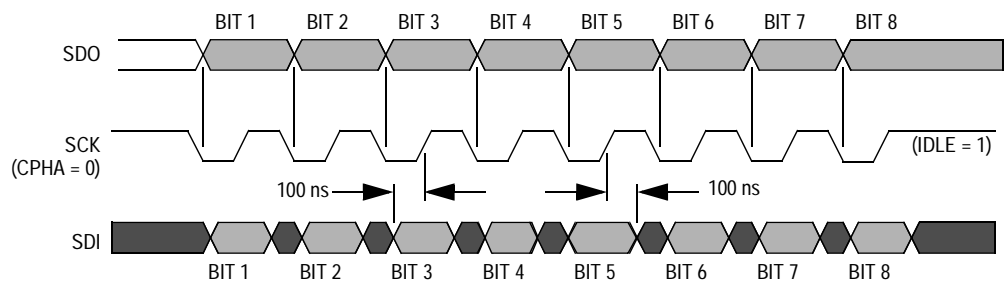 BIT 1 BIT 2 BIT 3 BIT 4 BIT 5 BIT 6 BIT 7 BIT 8
SDO
SCK
(CPHA = 0)
(IDLE = 1)
100 ns 100 ns
SDI
BIT 1 BIT 2 BIT 3 BIT 4 BIT 5 BIT 6 BIT 7 BIT 8